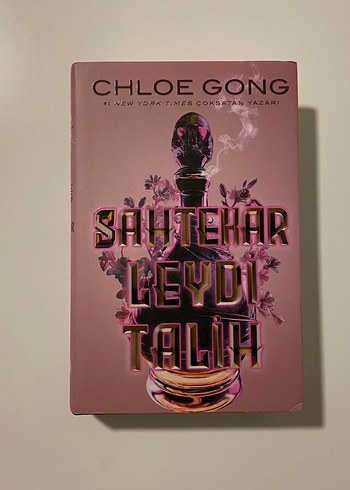 CHLOE GONG
#1 NEW YORK TIMES ÇOKSATAN YAZARI
SAHTEKÂR
LEYDİ
TALİH